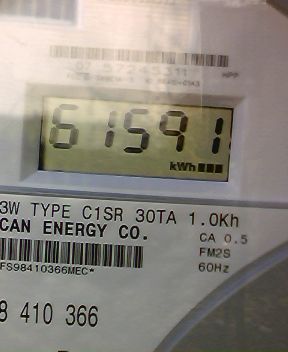 61591
kWh
3W TYPE C1SR 30TA 1.0Kh
CAN ENERGY CO.
CA 0.5
FM2S
FS98410366MEC*
60Hz
8 410 366